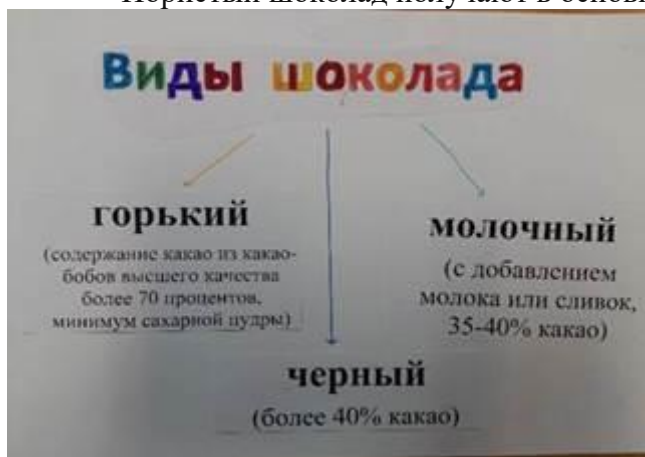 Виды шоколада
горький
(содержание какао из какао-
бобов высшего качества
более 70 процентов,
минимум сахарной пудры)
молочный
(с добавлением
молока или сливок,
35-40% какао)
черный
(более 40% какао)